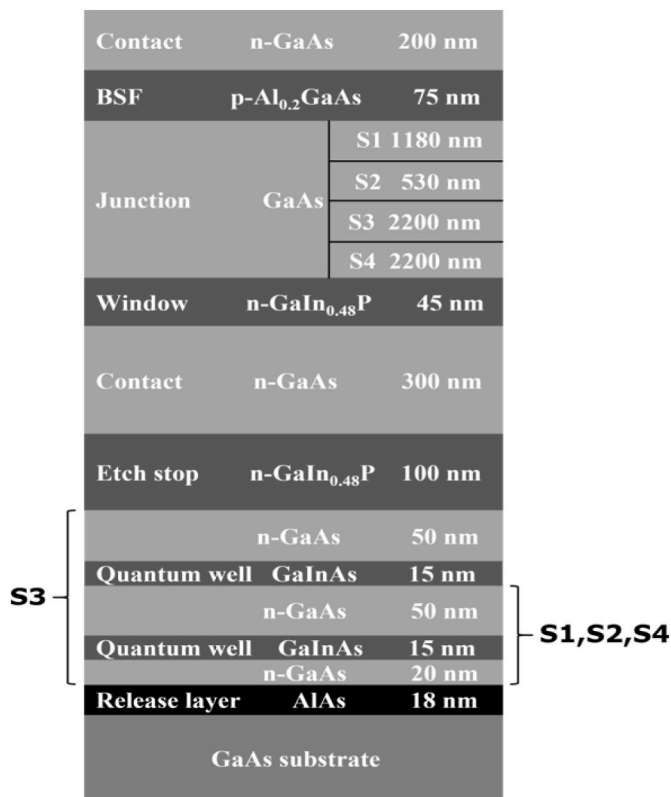 Contact n-GaAs 200 nm
BSF p-Al₀.₂GaAs 75 nm
S1 1180 nm
S2 530 nm
Junction GaAs
S3 2200 nm
S4 2200 nm
Window n-GaIn₀.₄₈P 45 nm
Contact n-GaAs 300 nm
Etch stop n-GaIn₀.₄₈P 100 nm
n-GaAs 50 nm
Quantum well GaInAs 15 nm
S3
n-GaAs 50 nm
S1,S2,S4
Quantum well GaInAs 15 nm
n-GaAs 20 nm
Release layer AlAs 18 nm
GaAs substrate